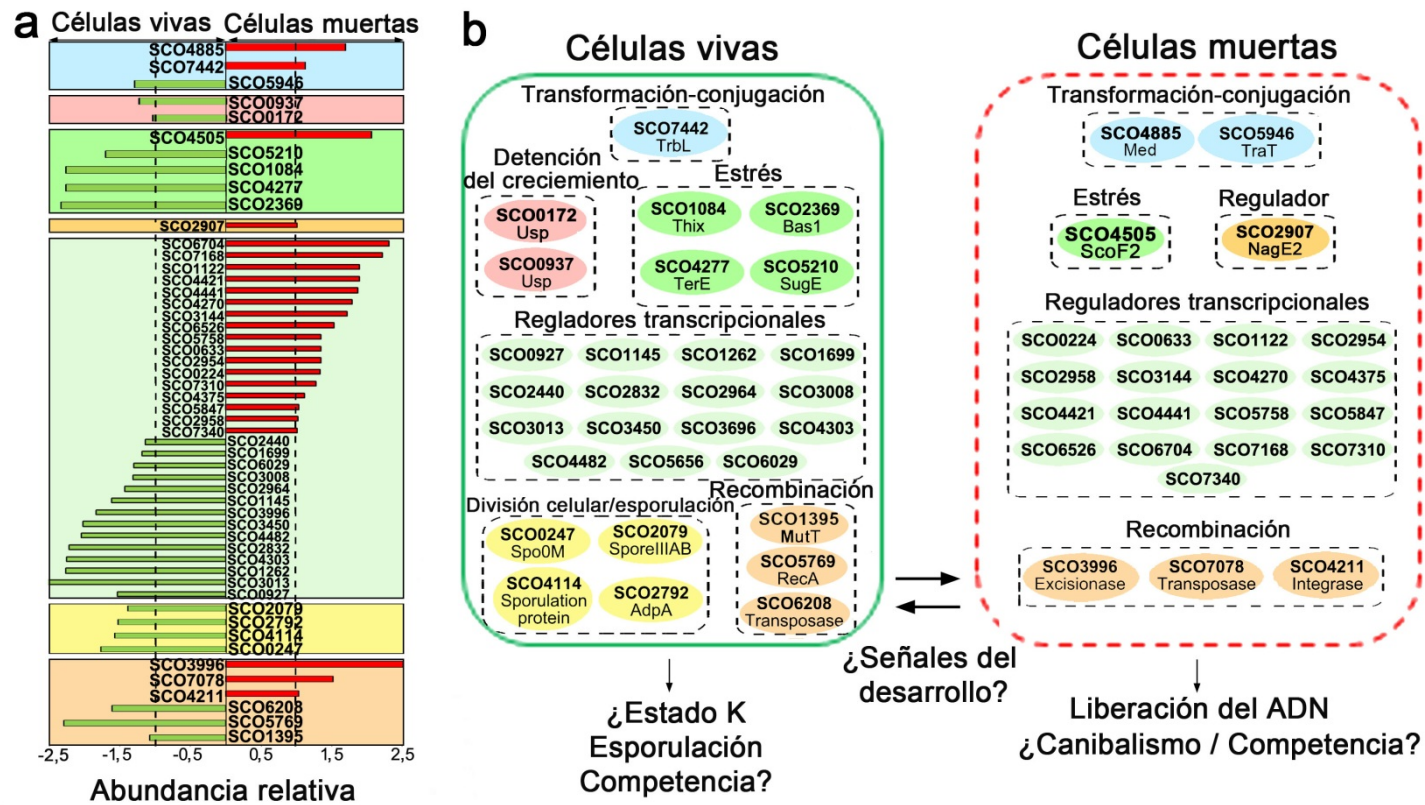 a
Células vivas
Células muertas
SCO4885
SCO7442
SCO5946
SCO0937
SCO0172
SCO4505
SCO5210
SCO1084
SCO4277
SCO2369
SCO2907
SCO6704
SCO7168
SCO1122
SCO4421
SCO4441
SCO4270
SCO3144
SCO6526
SCO5758
SCO0633
SCO2954
SCO0224
SCO7310
SCO4375
SCO5847
SCO2958
SCO7340
SCO2440
SCO1699
SCO6029
SCO3008
SCO2964
SCO1145
SCO3996
SCO3450
SCO4482
SCO2832
SCO4303
SCO1262
SCO3013
SCO0927
SCO2079
SCO2792
SCO4114
SCO0247
SCO3996
SCO7078
SCO4211
SCO6208
SCO5769
SCO1395
-2,5 -1,5 -0,5 0,5 1,5 2,5
Abundancia relativa
b
Células vivas
Transformación-conjugación
SCO7442
TrbL
Detención
del creciemiento
SCO0172
Usp
SCO0937
Usp
Estrés
SCO1084
Thix
SCO2369
Bas1
SCO4277
TerE
SCO5210
SugE
Regladores transcripcionales
SCO0927 SCO1145 SCO1262 SCO1699
SCO2440 SCO2832 SCO2964 SCO3008
SCO3013 SCO3450 SCO3696 SCO4303
SCO4482 SCO5656 SCO6029
División celular/esporulación
SCO0247
Spo0M
SCO2079
SporeIIIAB
SCO4114
Sporulation
protein
SCO2792
AdpA
Recombinación
SCO1395
MutT
SCO5769
RecA
SCO6208
Transposase
¿Estado K
Esporulación
Competencia?
¿Señales del
desarrollo?
Células muertas
Transformación-conjugación
SCO4885
Med
SCO5946
TraT
Estrés
SCO4505
ScoF2
Regulador
SCO2907
NagE2
Reguladores transcripcionales
SCO0224 SCO0633 SCO1122 SCO2954
SCO2958 SCO3144 SCO4270 SCO4375
SCO4421 SCO4441 SCO5758 SCO5847
SCO6526 SCO6704 SCO7168 SCO7310
SCO7340
Recombinación
SCO3996
Excisionase
SCO7078
Transposase
SCO4211
Integrase
Liberación del ADN
¿Canibalismo / Competencia?